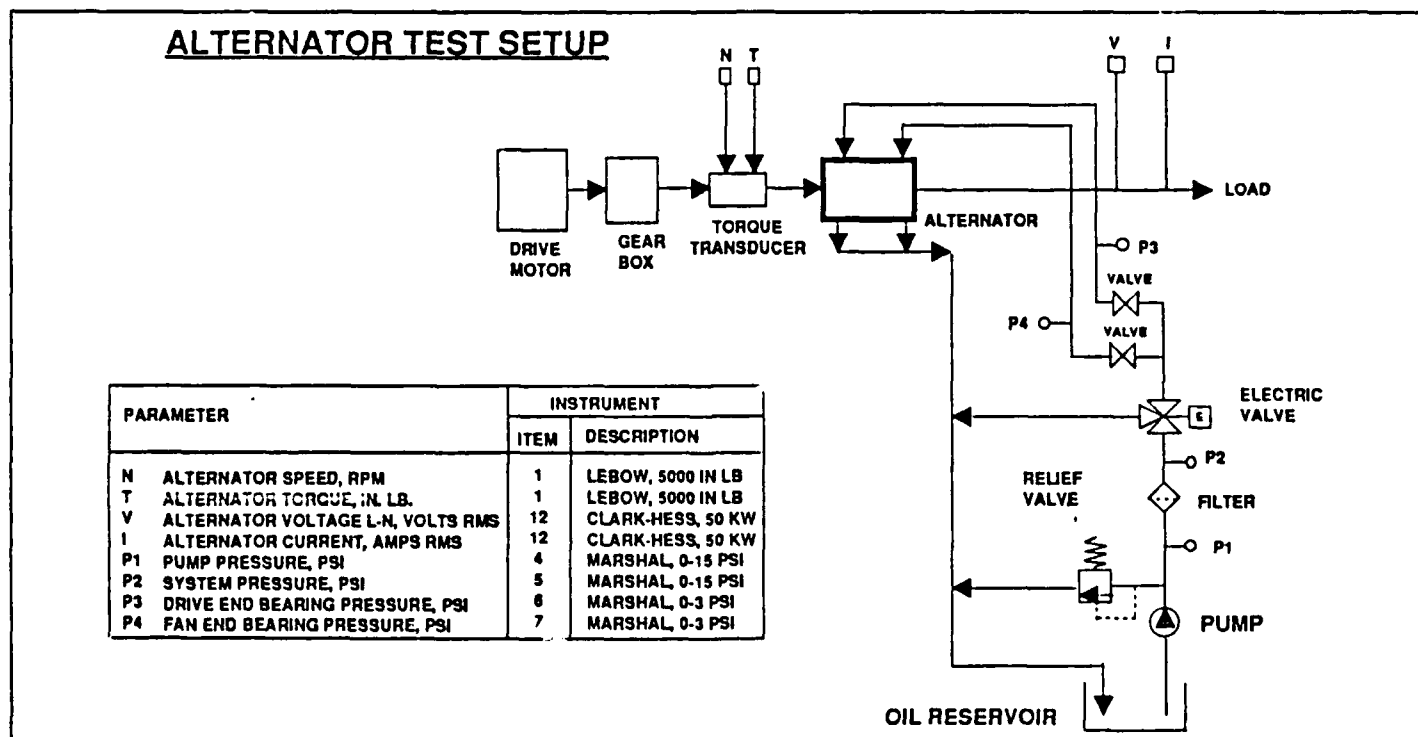 ALTERNATOR TEST SETUP
N T
V I
LOAD
ALTERNATOR
TORQUE
TRANSDUCER
GEAR
BOX
DRIVE
MOTOR
P3
VALVE
P4
VALVE
ELECTRIC
VALVE
E
P2
RELIEF
VALVE
FILTER
P1
PUMP
OIL RESERVOIR
PARAMETER INSTRUMENT
ITEM DESCRIPTION
N ALTERNATOR SPEED, RPM 1 LEBOW, 5000 IN LB
T ALTERNATOR TORQUE, IN. LB. 1 LEBOW, 5000 IN LB
V ALTERNATOR VOLTAGE L-N, VOLTS RMS 12 CLARK-HESS, 50 KW
I ALTERNATOR CURRENT, AMPS RMS 12 CLARK-HESS, 50 KW
P1 PUMP PRESSURE, PSI 4 MARSHAL, 0-15 PSI
P2 SYSTEM PRESSURE, PSI 5 MARSHAL, 0-15 PSI
P3 DRIVE END BEARING PRESSURE, PSI 6 MARSHAL, 0-3 PSI
P4 FAN END BEARING PRESSURE, PSI 7 MARSHAL, 0-3 PSI